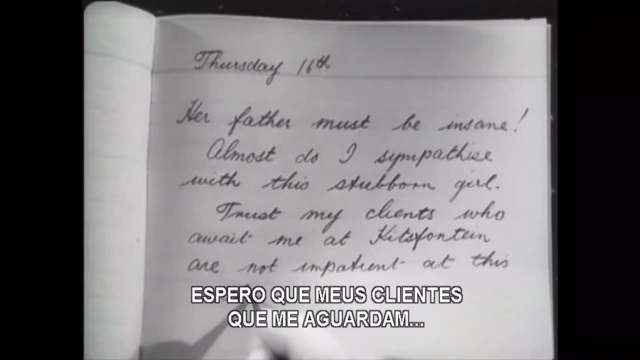 Thursday 16th
Her father must be insane!
Almost do I sympathise
with this stubborn girl.
Trust my clients who
await me at Kitsfontein
are not impatient at this
ESPERO QUE MEUS CLIENTES
QUE ME AGUARDAM...